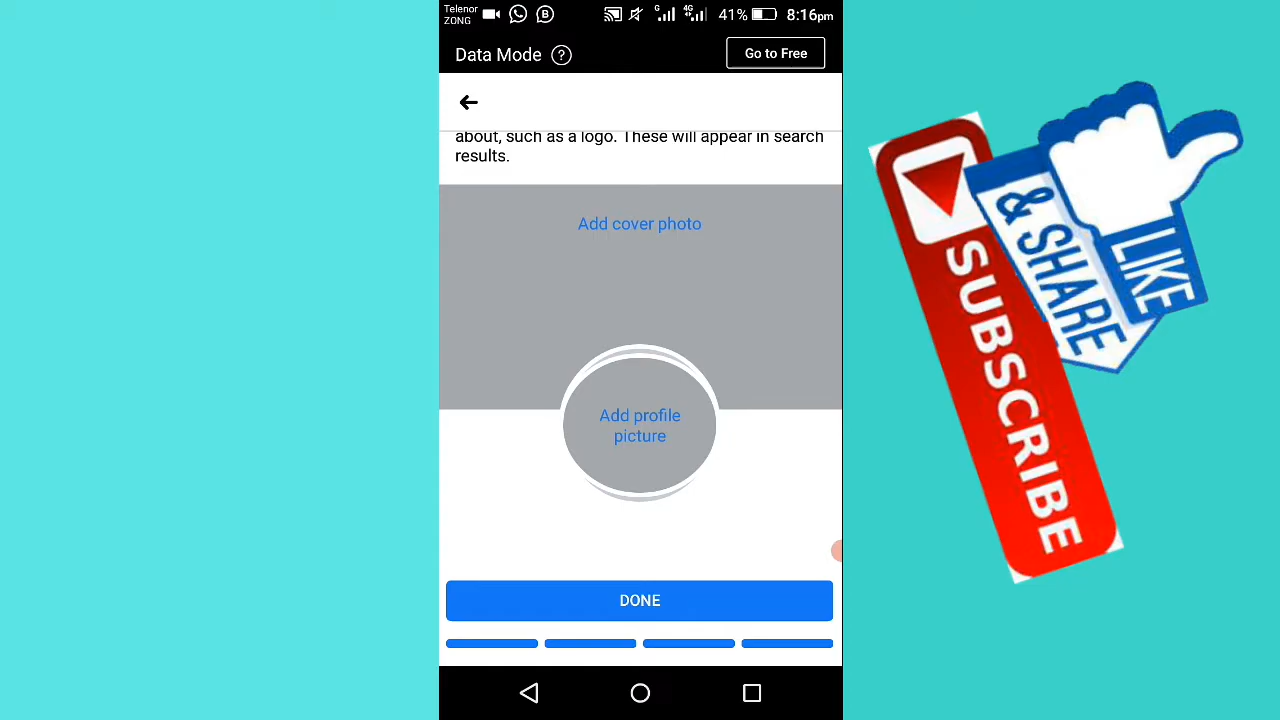 Telenor
ZONG
B
G
4G
41%
8:16pm
Data Mode ?
Go to Free
about, such as a logo. These will appear in search
results.
Add cover photo
Add profile
picture
DONE
SUBSCRIBE
& SHARE
LIKE